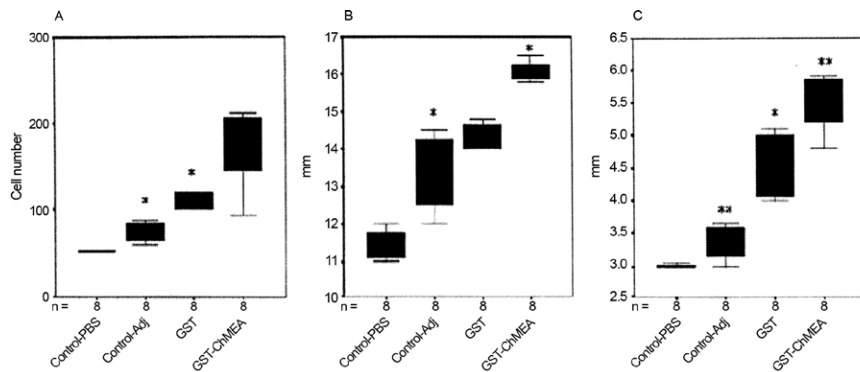 A
300
200
100
0
Cell number
n = 8 8 8 8
Control-PBS
Control-Adj
GST
GST-ChMEA
B
17
16
15
14
13
12
11
10
mm
* *
n = 8 8 8 8
Control-PBS
Control-Adj
GST
GST-ChMEA
C
6.5
6.0
5.5
5.0
4.5
4.0
3.5
3.0
2.5
mm
** * **
n = 8 8 8 8
Control-PBS
Control-Adj
GST
GST-ChMEA